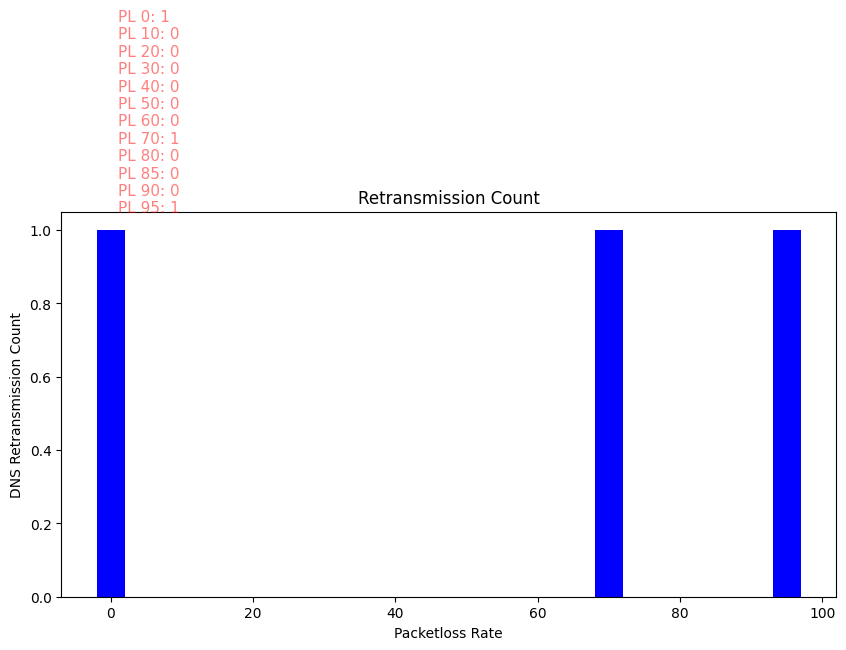 PL 0: 1
PL 10: 0
PL 20: 0
PL 30: 0
PL 40: 0
PL 50: 0
PL 60: 0
PL 70: 1
PL 80: 0
PL 85: 0
PL 90: 0
PL 95: 1
Retransmission Count
DNS Retransmission Count
1.0
0.8
0.6
0.4
0.2
0.0
0 20 40 60 80 100
Packetloss Rate